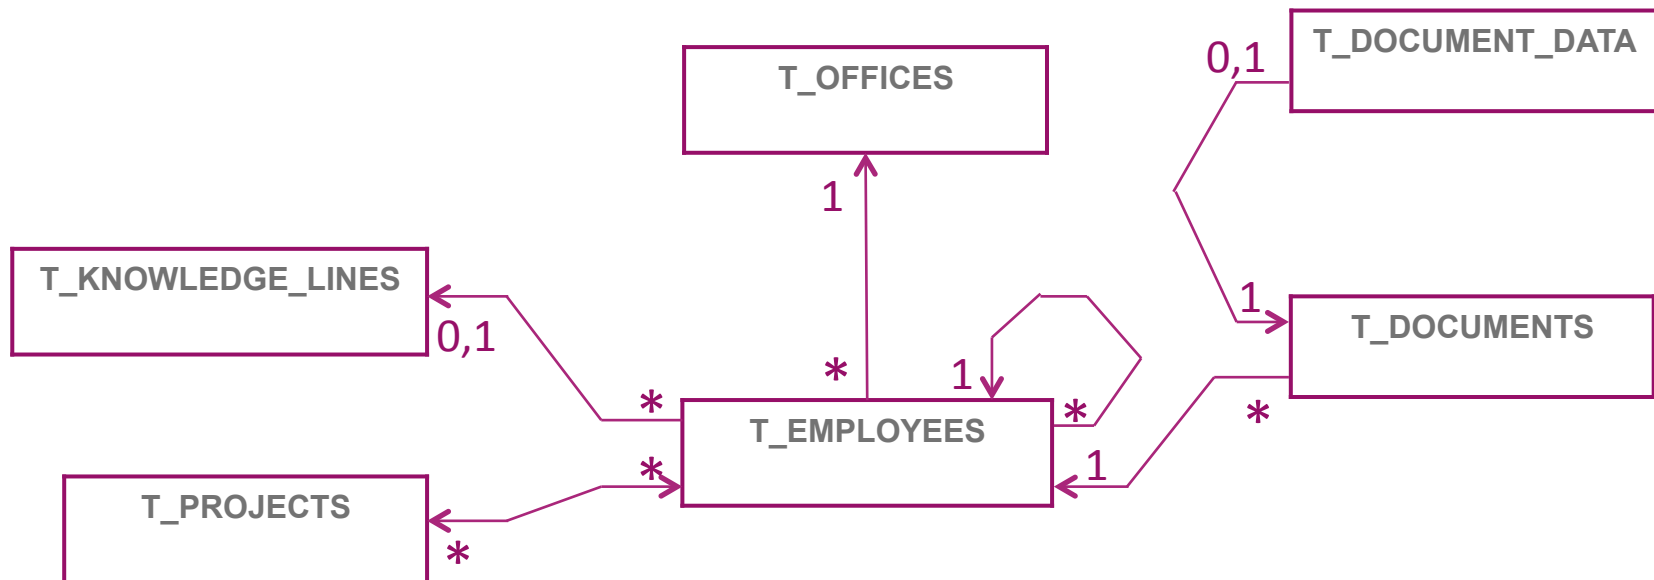 T_DOCUMENT_DATA
0,1
T_OFFICES
1
T_KNOWLEDGE_LINES
0,1
*
*
1
*
1
T_DOCUMENTS
*
T_EMPLOYEES
1
*
T_PROJECTS
*